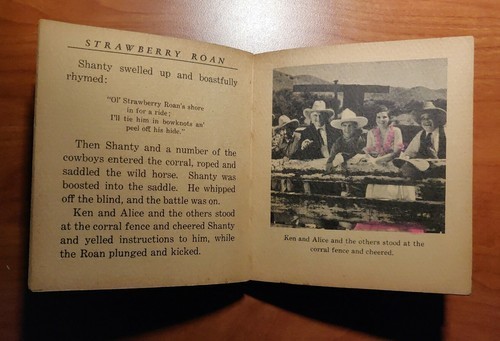 STRAWBERRY ROAN
Shanty swelled up and boastfully
rhymed:
"Ol' Strawberry Roan's shore
in for a ride;
I'll tie him in bowknots an'
peel off his hide."
Then Shanty and a number of the
cowboys entered the corral, roped and
saddled the wild horse. Shanty was
boosted into the saddle. He whipped
off the blind, and the battle was on.
Ken and Alice and the others stood
at the corral fence and cheered Shanty
and yelled instructions to him, while
the Roan plunged and kicked.
Ken and Alice and the others stood at the
corral fence and cheered.